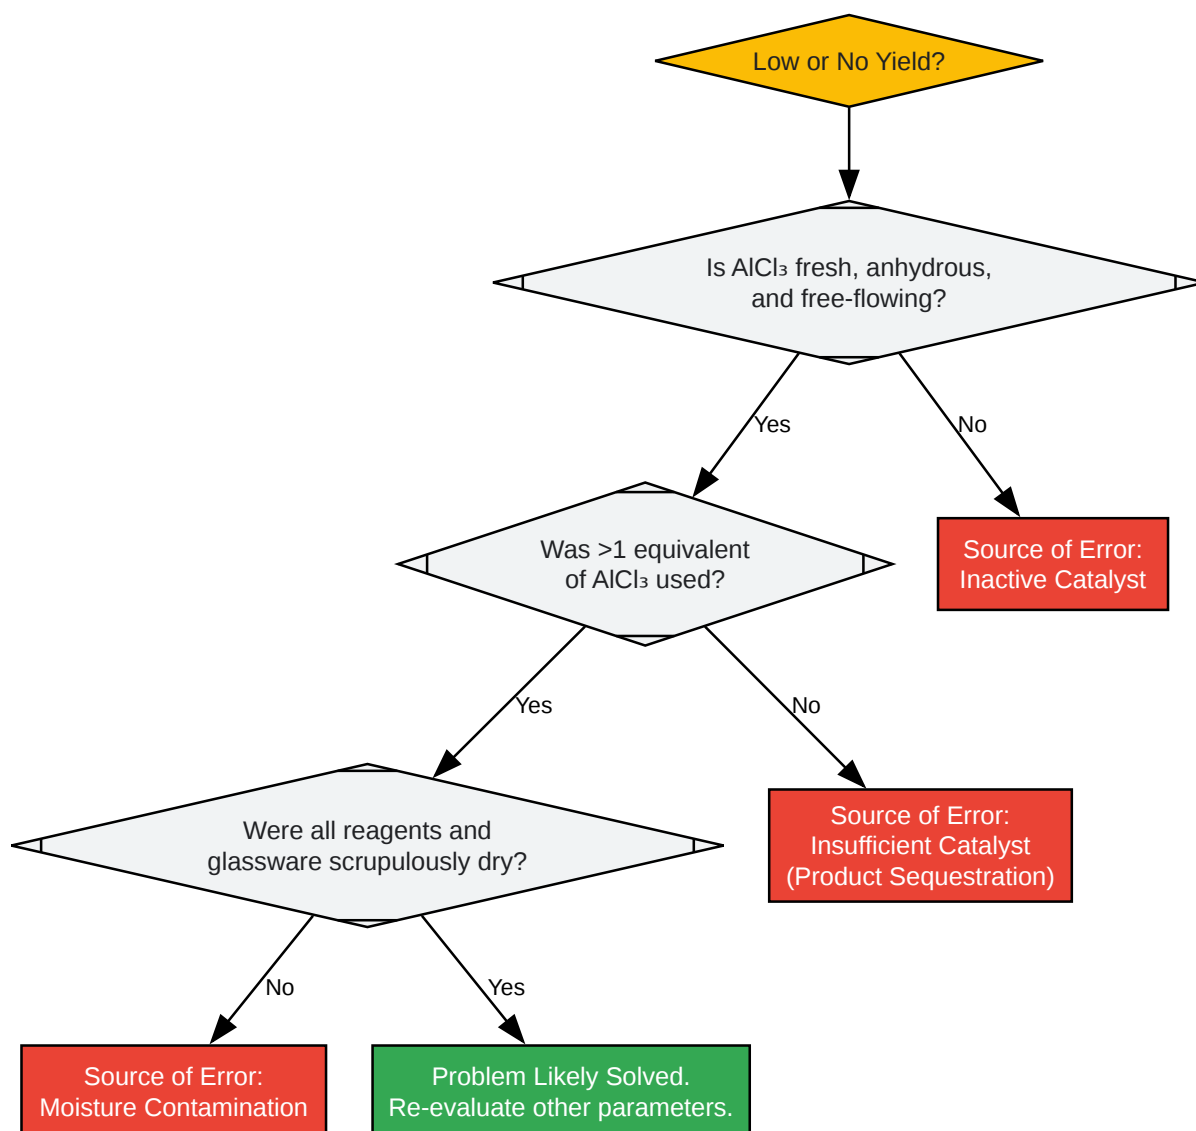 Low or No Yield?
Is AlCl₃ fresh, anhydrous,
and free-flowing?
Yes
No
Was >1 equivalent
of AlCl₃ used?
Source of Error:
Inactive Catalyst
Yes
No
Were all reagents and
glassware scrupulously dry?
Source of Error:
Insufficient Catalyst
(Product Sequestration)
No
Yes
Source of Error:
Moisture Contamination
Problem Likely Solved.
Re-evaluate other parameters.